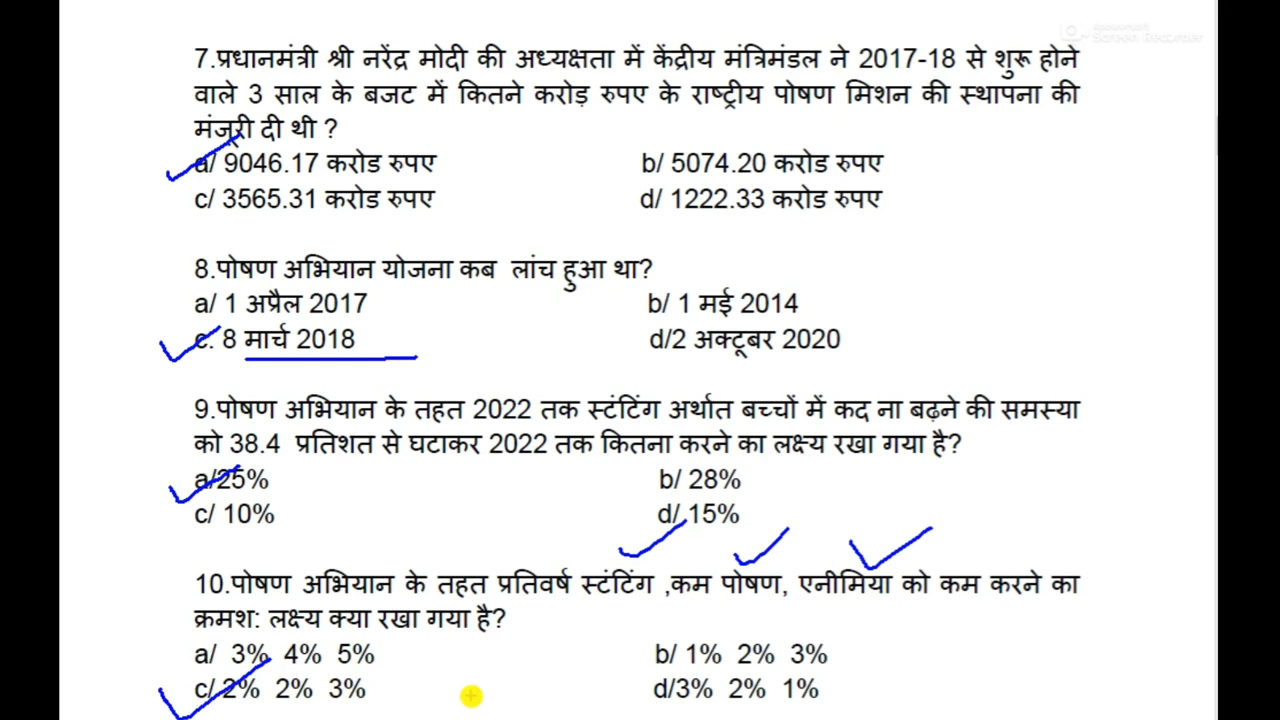 Apowersoft
Screen Recorder
7.प्रधानमंत्री श्री नरेंद्र मोदी की अध्यक्षता में केंद्रीय मंत्रिमंडल ने 2017-18 से शुरू होने
वाले 3 साल के बजट में कितने करोड़ रुपए के राष्ट्रीय पोषण मिशन की स्थापना की
मंजूरी दी थी ?
a/ 9046.17 करोड रुपए b/ 5074.20 करोड रुपए
c/ 3565.31 करोड रुपए d/ 1222.33 करोड रुपए
8.पोषण अभियान योजना कब लांच हुआ था?
a/ 1 अप्रैल 2017 b/ 1 मई 2014
c. 8 मार्च 2018 d/2 अक्टूबर 2020
9.पोषण अभियान के तहत 2022 तक स्टंटिंग अर्थात बच्चों में कद ना बढ़ने की समस्या
को 38.4 प्रतिशत से घटाकर 2022 तक कितना करने का लक्ष्य रखा गया है?
a/25% b/ 28%
c/ 10% d/ 15%
10.पोषण अभियान के तहत प्रतिवर्ष स्टंटिंग ,कम पोषण, एनीमिया को कम करने का
क्रमश: लक्ष्य क्या रखा गया है?
a/ 3% 4% 5% b/ 1% 2% 3%
c/ 2% 2% 3% d/3% 2% 1%